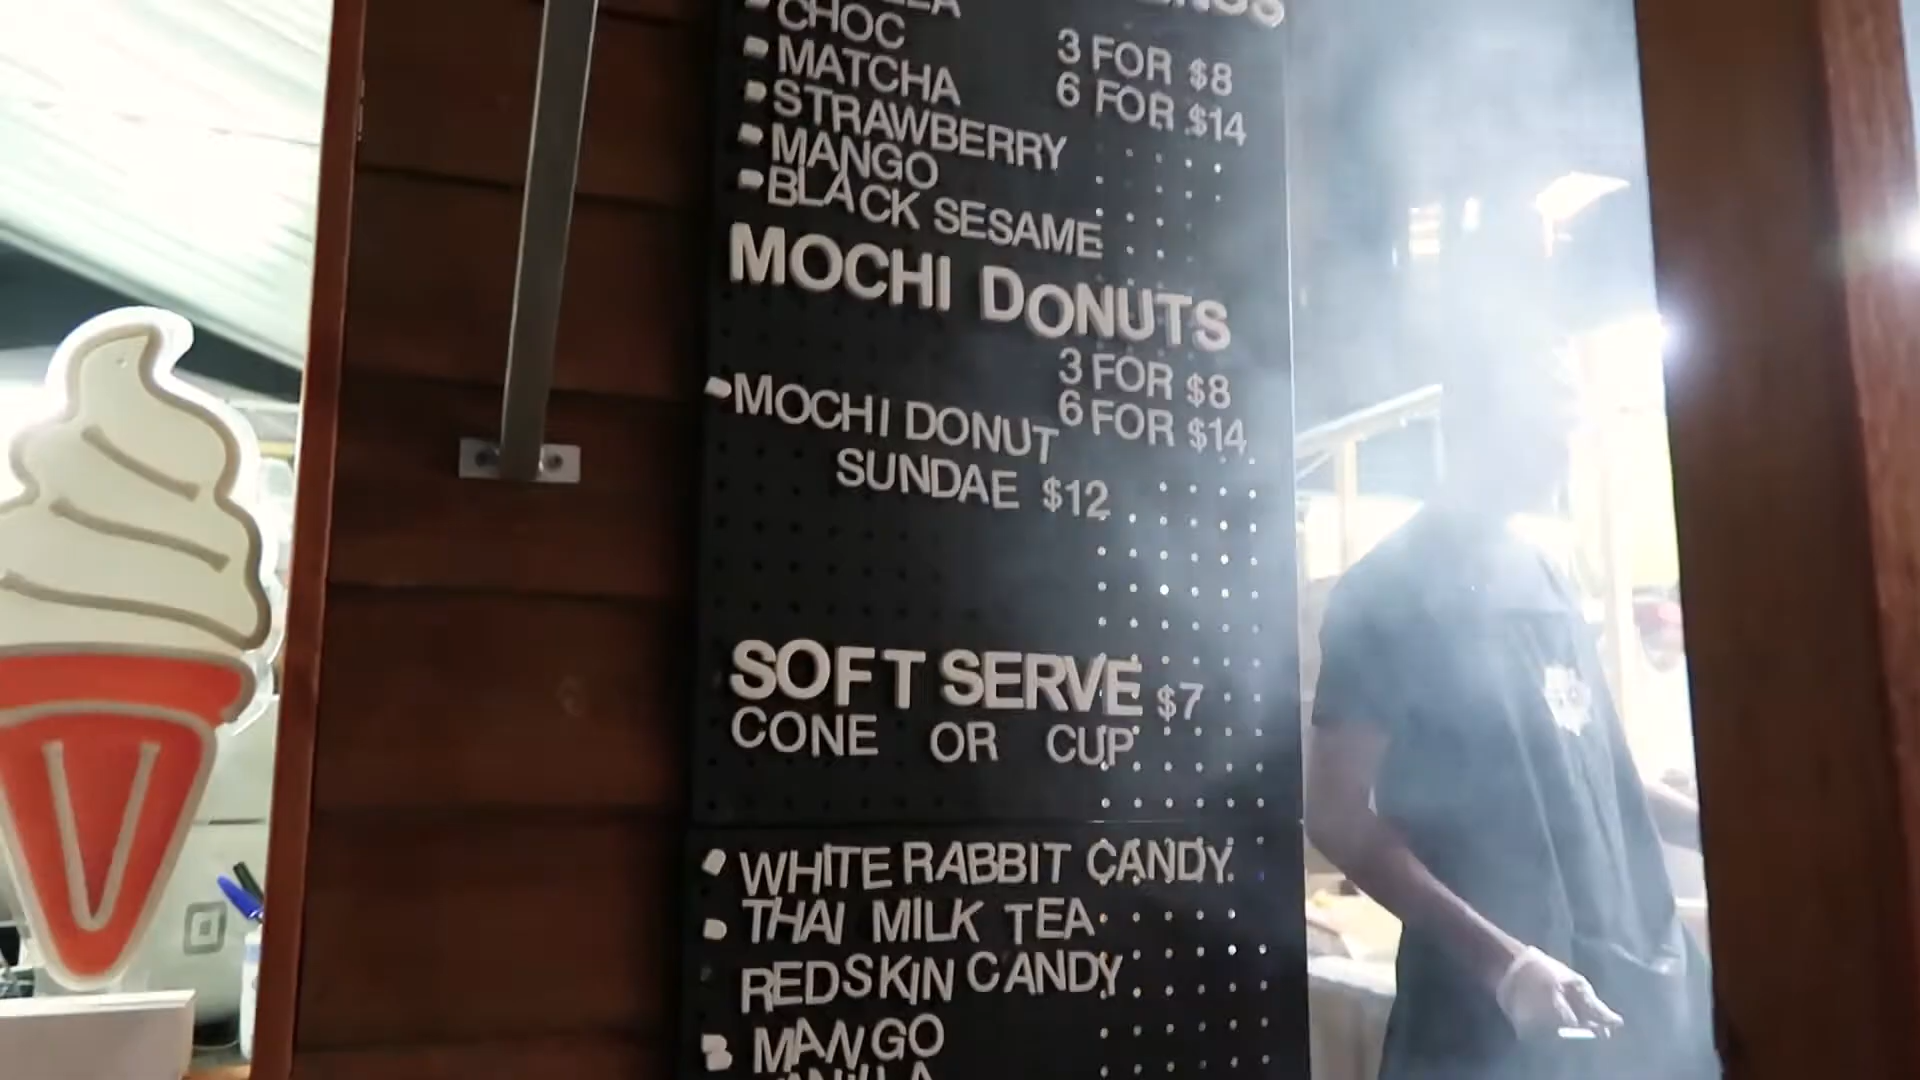 CHOC
3 FOR $8
MATCHA
6 FOR $14
STRAWBERRY
MANGO
BLACK SESAME
MOCHI DONUTS
3 FOR $8
6 FOR $14
MOCHI DONUT
SUNDAE $12
SOFT SERVE $7
CONE OR CUP
WHITE RABBIT CANDY
THAI MILK TEA
REDSKIN CANDY
MANGO